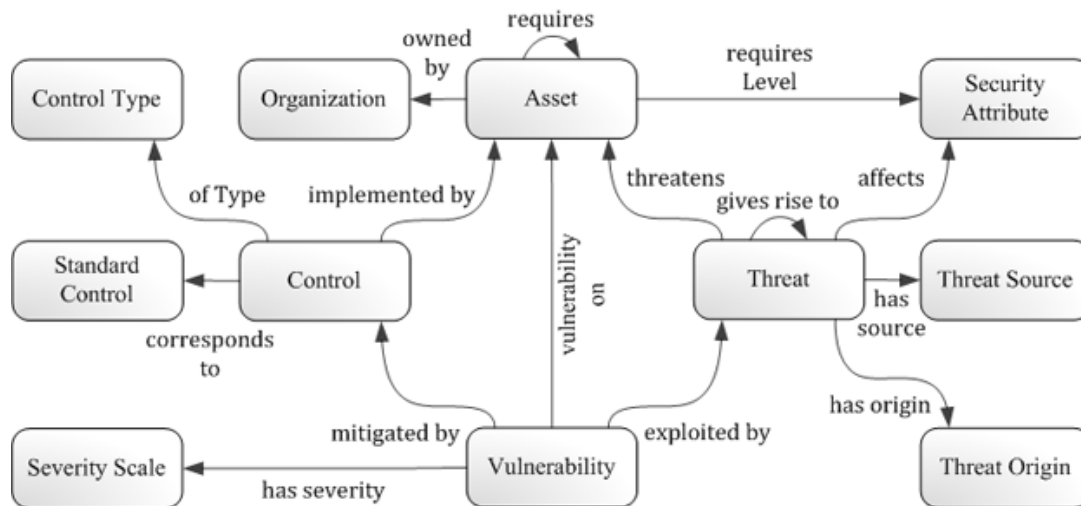 requires
owned
by
requires
Level
Control Type
Organization
Asset
Security
Attribute
of Type
implemented by
threatens
affects
gives rise to
Standard
Control
Control
vulnerability
on
Threat
Threat Source
has
source
corresponds
to
mitigated by
exploited by
has origin
Severity Scale
has severity
Vulnerability
Threat Origin